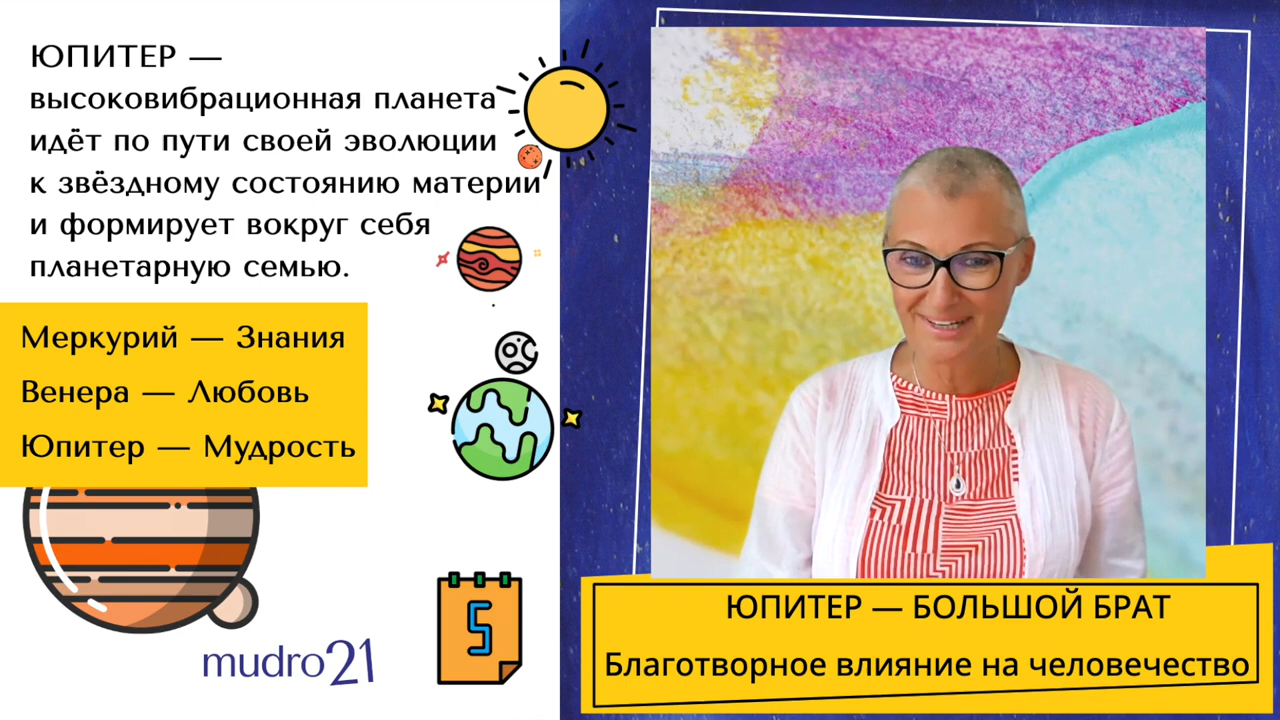 ЮПИТЕР —
высоковибрационная планета
идёт по пути своей эволюции
к звёздному состоянию материи
и формирует вокруг себя
планетарную семью.
Меркурий — Знания
Венера — Любовь
Юпитер — Мудрость
mudro21
5
ЮПИТЕР — БОЛЬШОЙ БРАТ
Благотворное влияние на человечество